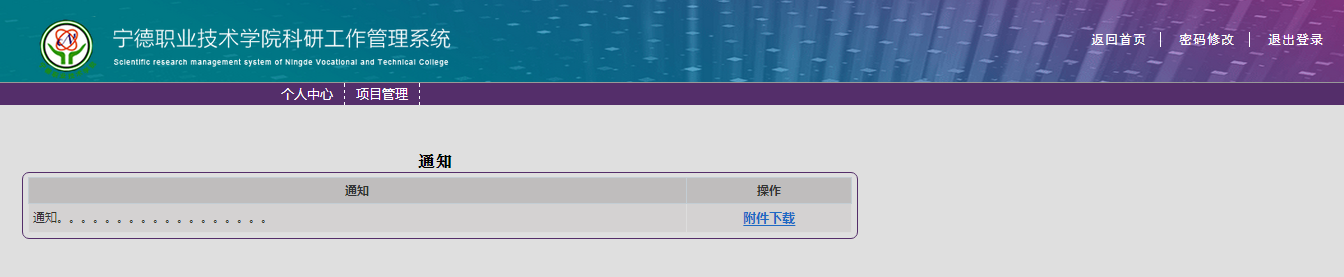 宁德职业技术学院科研工作管理系统
Scientific research management system of Ningde Vocational and Technical College
返回首页 密码修改 退出登录
个人中心 项目管理
通知
通知 操作
通知。。。。。。。。。。。。。。。。。。 附件下载